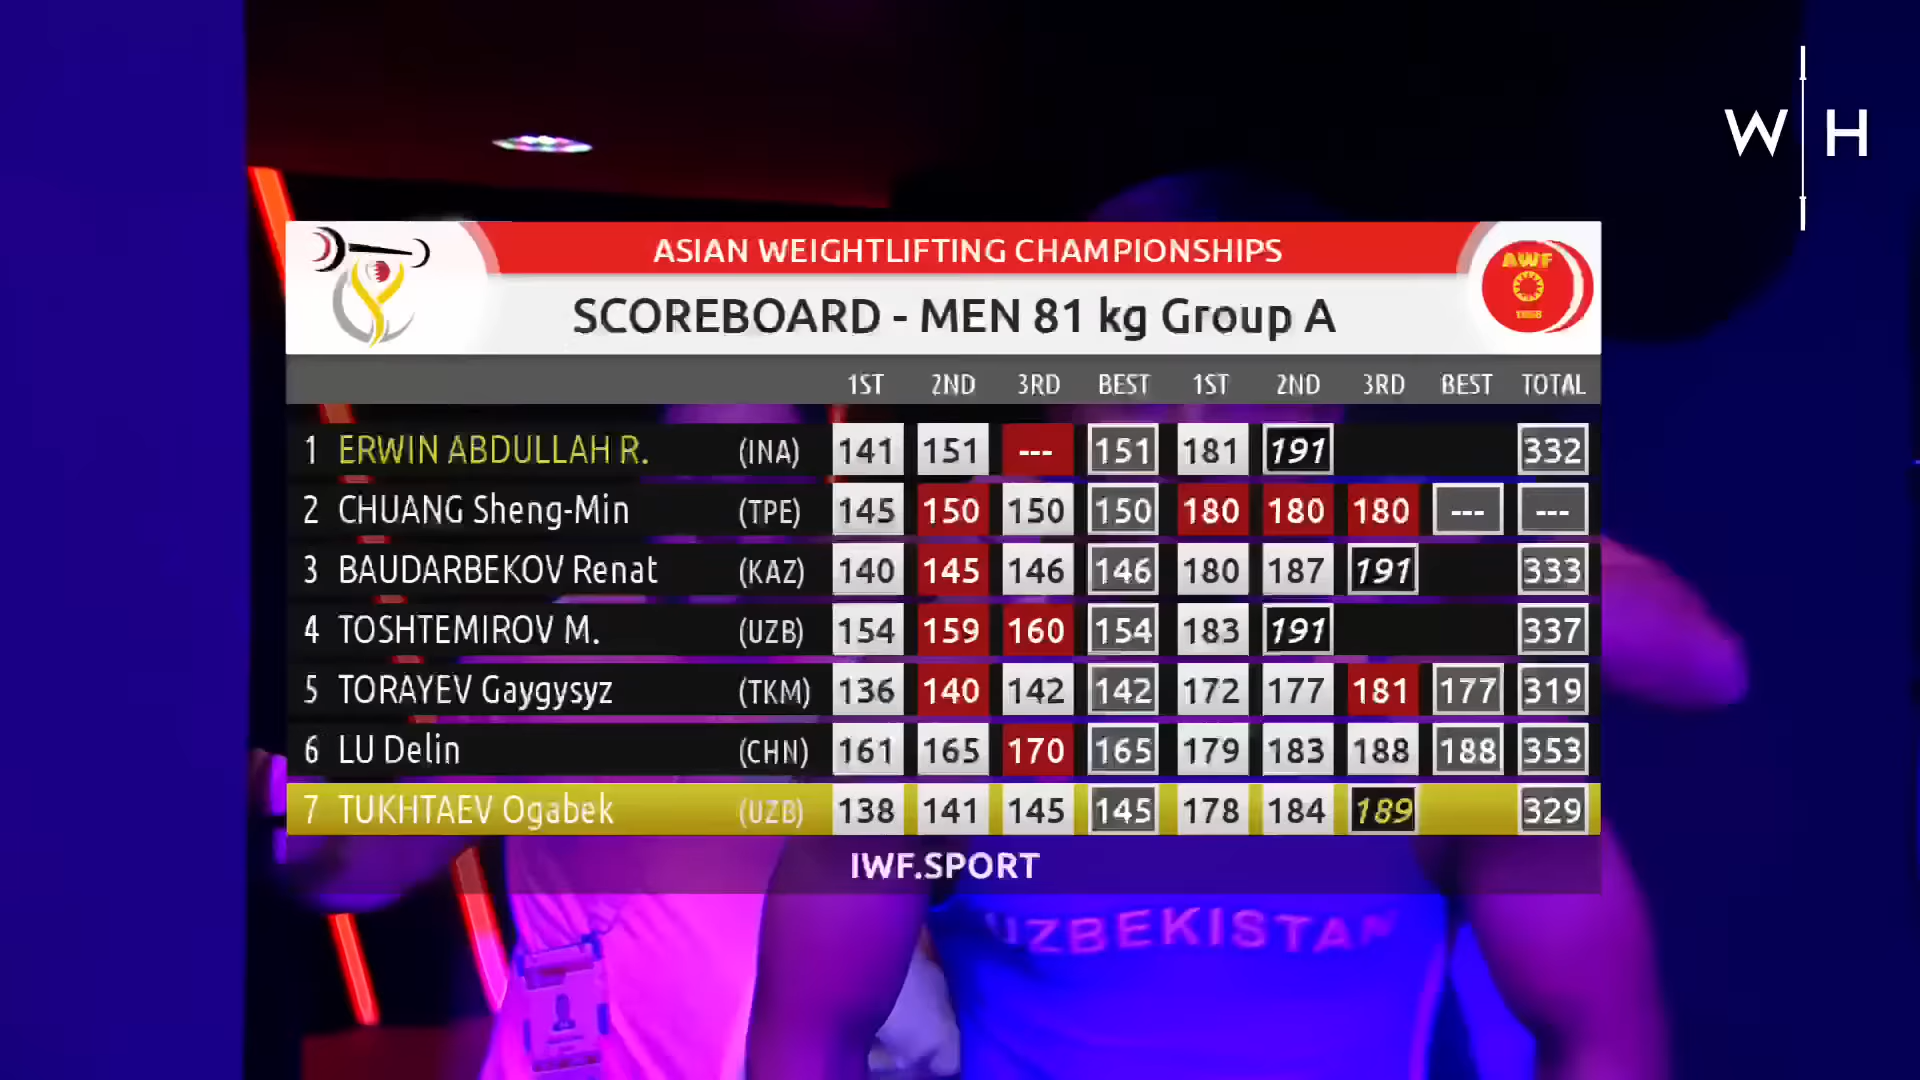 W H
ASIAN WEIGHTLIFTING CHAMPIONSHIPS
AWF
SCOREBOARD - MEN 81 kg Group A
1ST 2ND 3RD BEST 1ST 2ND 3RD BEST TOTAL
1 ERWIN ABDULLAH R. (INA) 141 151 --- 151 181 191 332
2 CHUANG Sheng-Min (TPE) 145 150 150 150 180 180 180 --- ---
3 BAUDARBEKOV Renat (KAZ) 140 145 146 146 180 187 191 333
4 TOSHTEMIROV M. (UZB) 154 159 160 154 183 191 337
5 TORAYEV Gaygysyz (TKM) 136 140 142 142 172 177 181 177 319
6 LU Delin (CHN) 161 165 170 165 179 183 188 188 353
7 TUKHTAEV Ogabek (UZB) 138 141 145 145 178 184 189 329
IWF.SPORT
UZBEKISTAN